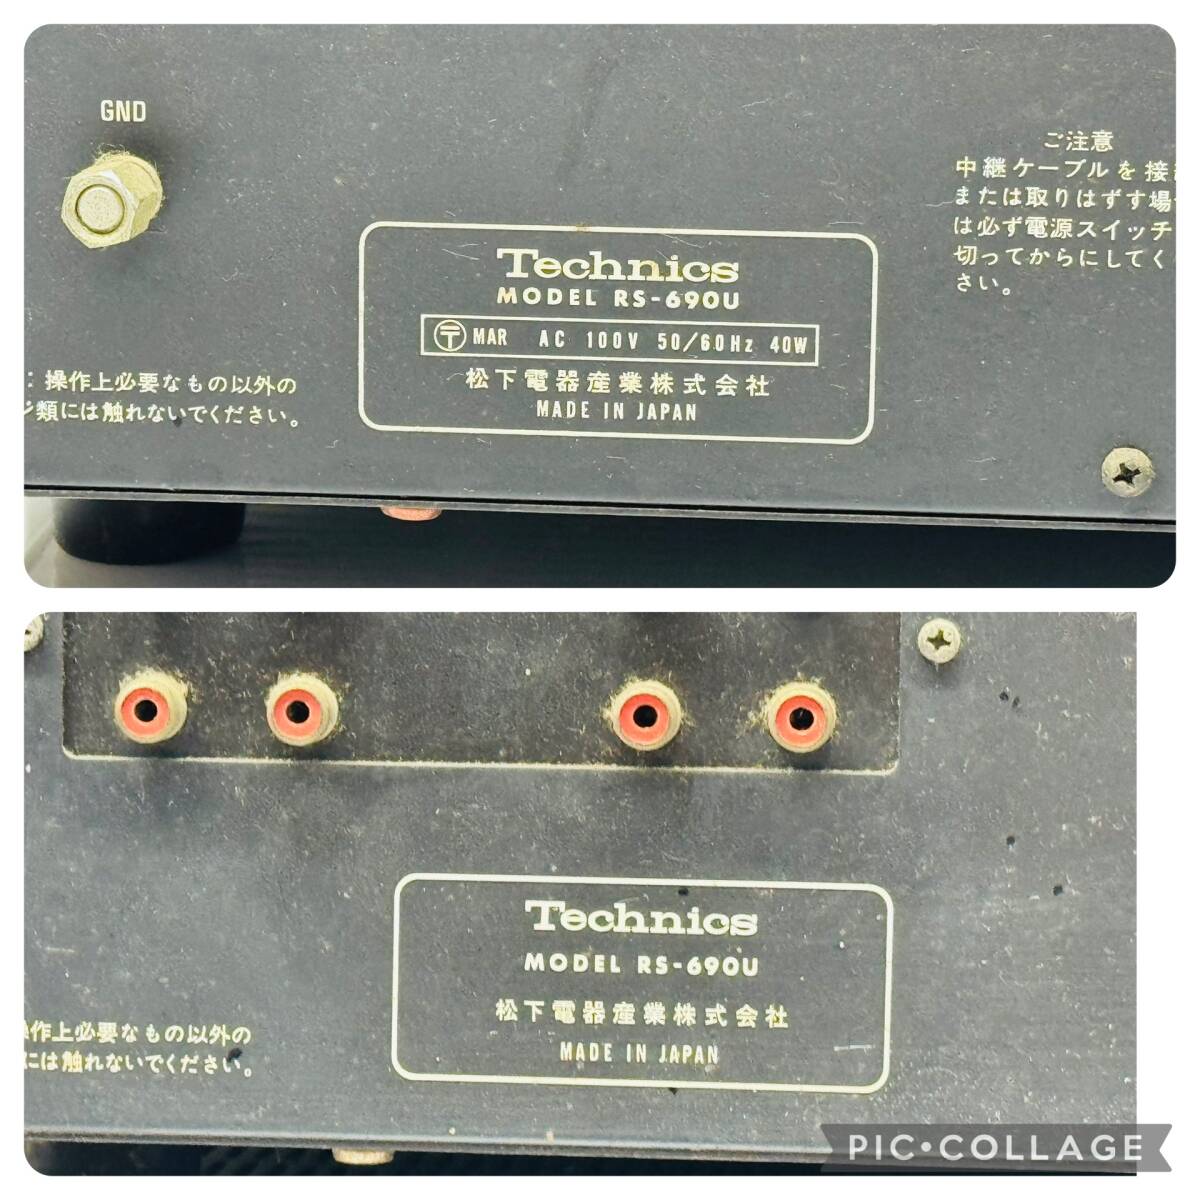 GND
ご注意
中継ケーブルを接
または取りはずす場
は必ず電源スイッチ
切ってからにしてく
さい。
Technics
MODEL RS-690U
〒 MAR AC 100V 50/60Hz 40W
松下電器産業株式会社
MADE IN JAPAN
: 操作上必要なもの以外の
ジ類には触れないでください。
Technics
MODEL RS-690U
松下電器産業株式会社
MADE IN JAPAN
操作上必要なもの以外の
には触れないでください。
PIC•COLLAGE